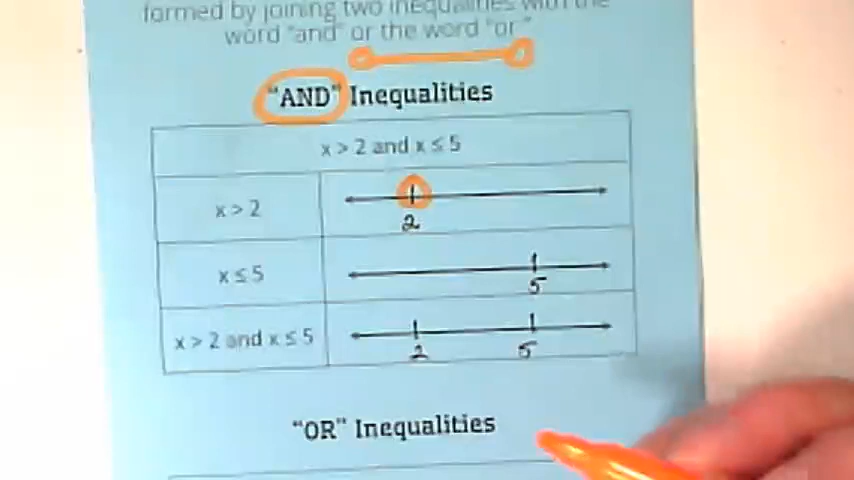 formed by joining two inequalities with the
word "and" or the word "or."
"AND" Inequalities
x > 2 and x ≤ 5
x > 2
2
x ≤ 5
5
x > 2 and x ≤ 5
2 5
"OR" Inequalities